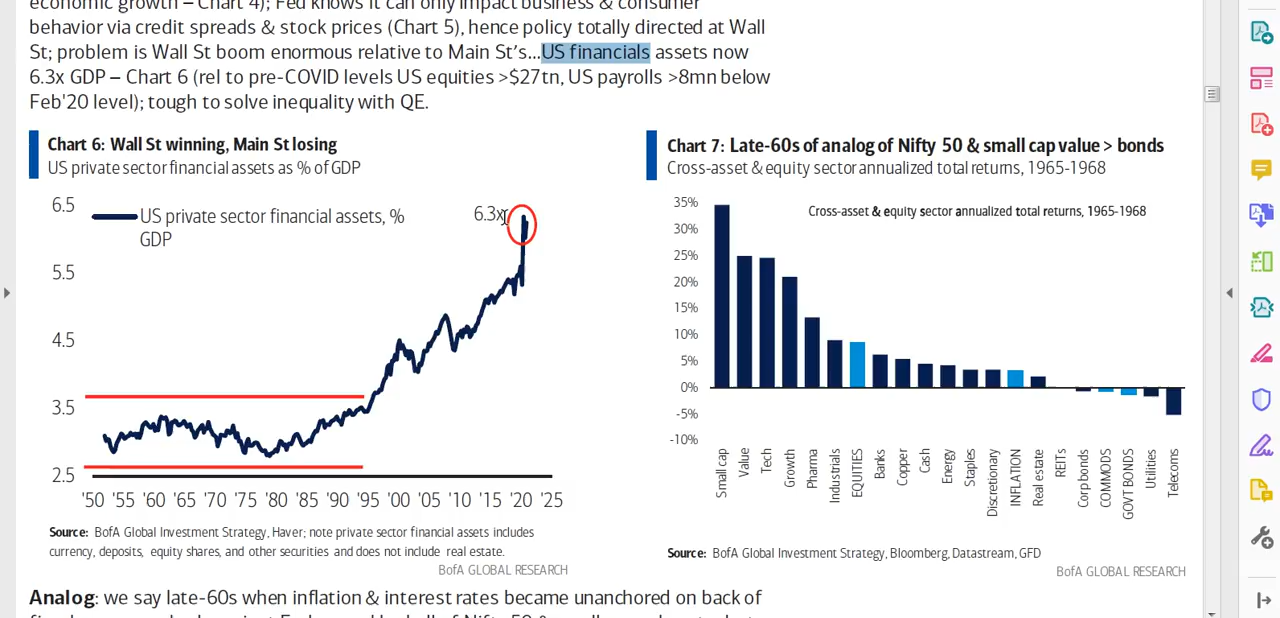 economic growth – Chart 4); Fed knows it can only impact business & consumer
behavior via credit spreads & stock prices (Chart 5), hence policy totally directed at Wall
St; problem is Wall St boom enormous relative to Main St's...US financials assets now
6.3x GDP – Chart 6 (rel to pre-COVID levels US equities >$27tn, US payrolls >8mn below
Feb'20 level); tough to solve inequality with QE.
Chart 6: Wall St winning, Main St losing
US private sector financial assets as % of GDP
6.5
5.5
4.5
3.5
2.5
US private sector financial assets, %
GDP
6.3x
'50 '55 '60 '65 '70 '75 '80 '85 '90 '95 '00 '05 '10 '15 '20 '25
Source: BofA Global Investment Strategy, Haver; note private sector financial assets includes
currency, deposits, equity shares, and other securities and does not include real estate.
BofA GLOBAL RESEARCH
Chart 7: Late-60s of analog of Nifty 50 & small cap value > bonds
Cross-asset & equity sector annualized total returns, 1965-1968
35%
30%
25%
20%
15%
10%
5%
0%
-5%
-10%
Cross-asset & equity sector annualized total returns, 1965-1968
Small cap
Value
Tech
Growth
Pharma
Industrials
EQUITIES
Banks
Copper
Cash
Energy
Staples
Discretionary
INFLATION
Real estate
REITs
Corp bonds
COMMODS
GOVT BONDS
Utilities
Telecoms
Source: BofA Global Investment Strategy, Bloomberg, Datastream, GFD
BofA GLOBAL RESEARCH
Analog: we say late-60s when inflation & interest rates became unanchored on back of